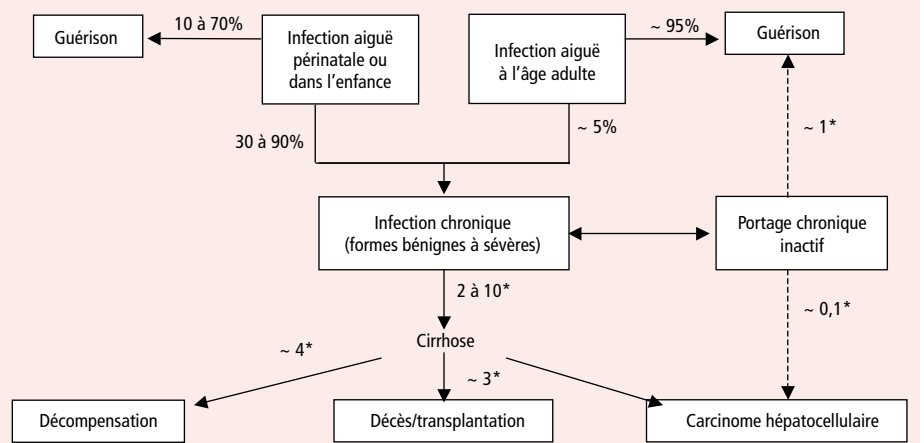 10 à 70%
Guérison
Infection aiguë
périnatale ou
dans l'enfance
Infection aiguë
à l'âge adulte
~ 95%
Guérison
30 à 90%
~ 5%
~ 1*
Infection chronique
(formes bénignes à sévères)
Portage chronique
inactif
2 à 10*
~ 0,1*
Cirrhose
~ 4*
~ 3*
Décompensation
Décès/transplantation
Carcinome hépatocellulaire